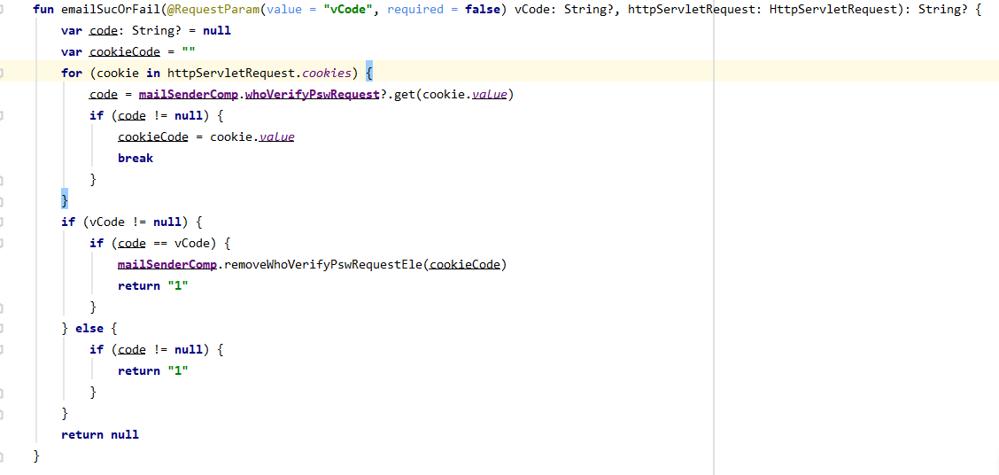 fun emailSucOrFail(@RequestParam(value = "vCode", required = false) vCode: String?, httpServletRequest: HttpServletRequest): String? {
    var code: String? = null
    var cookieCode = ""
    for (cookie in httpServletRequest.cookies) {
        code = mailSenderComp.whoVerifyPswRequest?.get(cookie.value)
        if (code != null) {
            cookieCode = cookie.value
            break
        }
    }
    if (vCode != null) {
        if (code == vCode) {
            mailSenderComp.removeWhoVerifyPswRequestEle(cookieCode)
            return "1"
        }
    } else {
        if (code != null) {
            return "1"
        }
    }
    return null
}